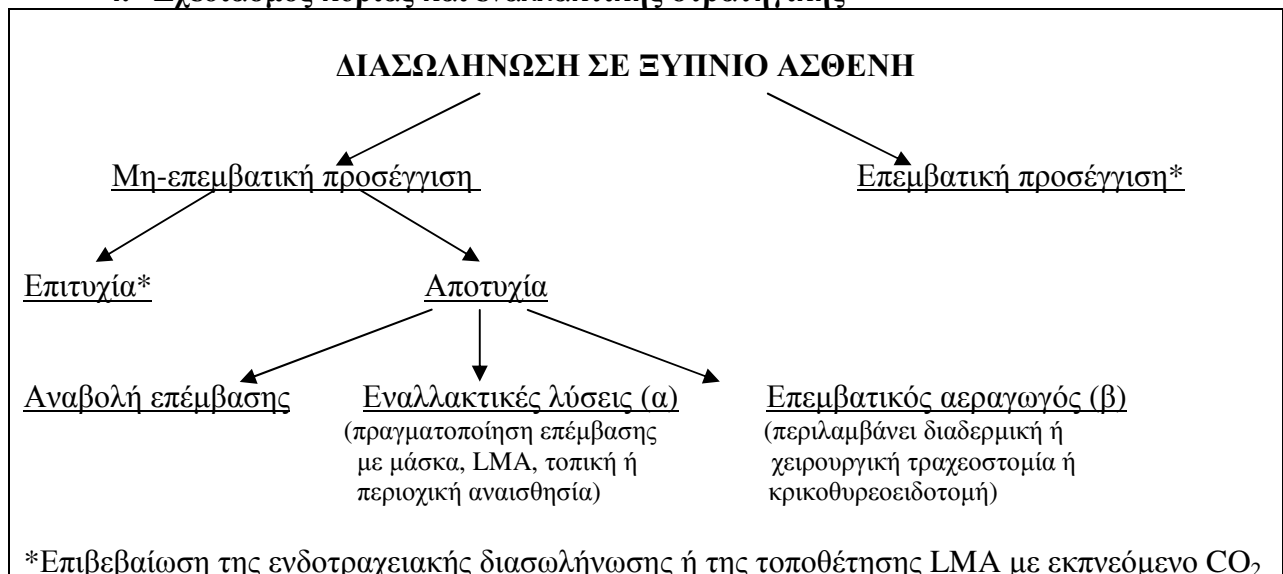 ΔΙΑΣΩΛΗΝΩΣΗ ΣΕ ΞΥΠΝΙΟ ΑΣΘΕΝΗ
Μη-επεμβατική προσέγγιση Επεμβατική προσέγγιση*
Επιτυχία* Αποτυχία
Αναβολή επέμβασης Εναλλακτικές λύσεις (α) Επεμβατικός αεραγωγός (β)
(πραγματοποίηση επέμβασης (περιλαμβάνει διαδερμική ή
με μάσκα, LMA, τοπική ή χειρουργική τραχεοστομία ή
περιοχική αναισθησία) κρικοθυρεοειδοτομή)
*Επιβεβαίωση της ενδοτραχειακής διασωλήνωσης ή της τοποθέτησης LMA με εκπνεόμενο CO2